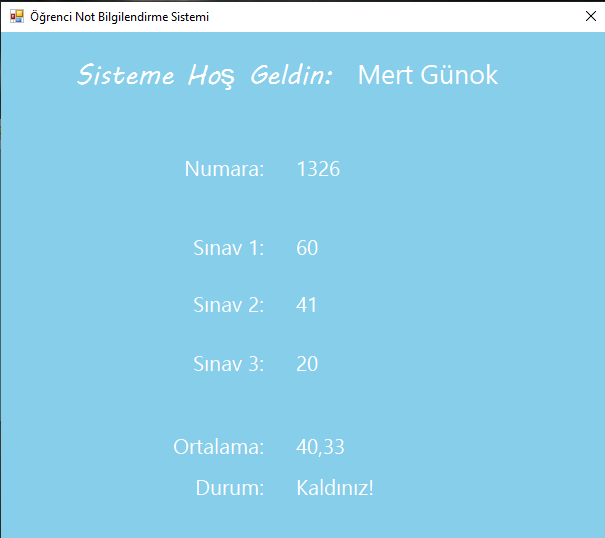 Öğrenci Not Bilgilendirme Sistemi
Sisteme Hoş Geldin: Mert Günok
Numara: 1326
Sınav 1: 60
Sınav 2: 41
Sınav 3: 20
Ortalama: 40,33
Durum: Kaldınız!